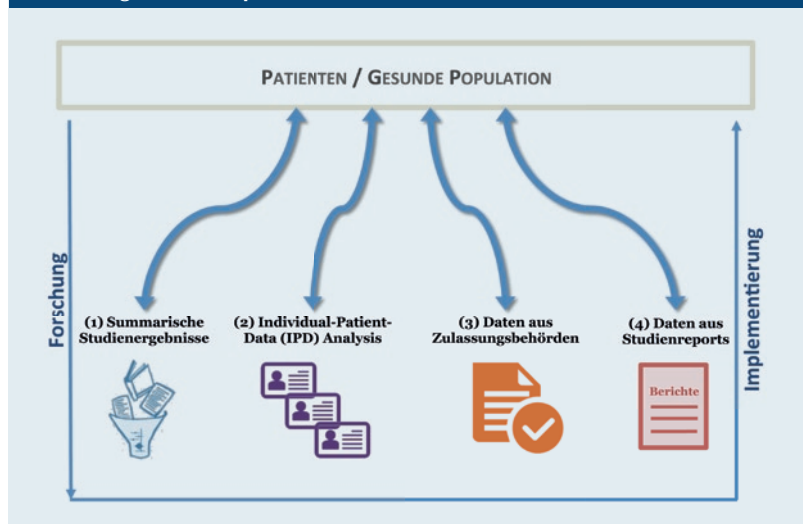 PATIENTEN / GESUNDE POPULATION
Forschung
(1) Summarische
Studienergebnisse
(2) Individual-Patient-
Data (IPD) Analysis
(3) Daten aus
Zulassungsbehörden
(4) Daten aus
Studienreports
Berichte
Implementierung